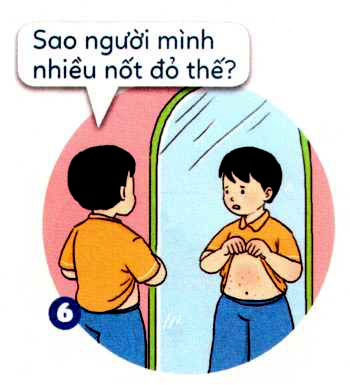 Sao người mình
nhiều nốt đỏ thế?
6